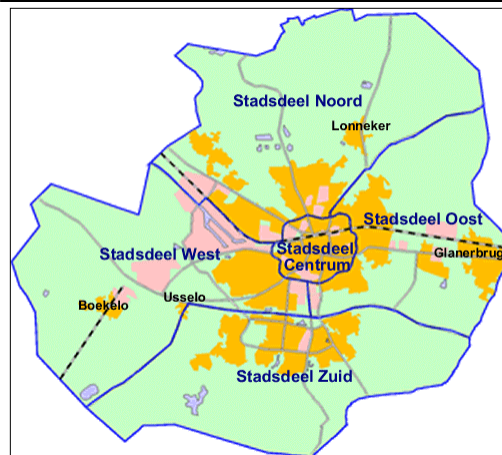 Stadsdeel Noord
Lonneker
Stadsdeel Oost
Stadsdeel West
Stadsdeel
Centrum
Glanerbrug
Usselo
Boekelo
Stadsdeel Zuid